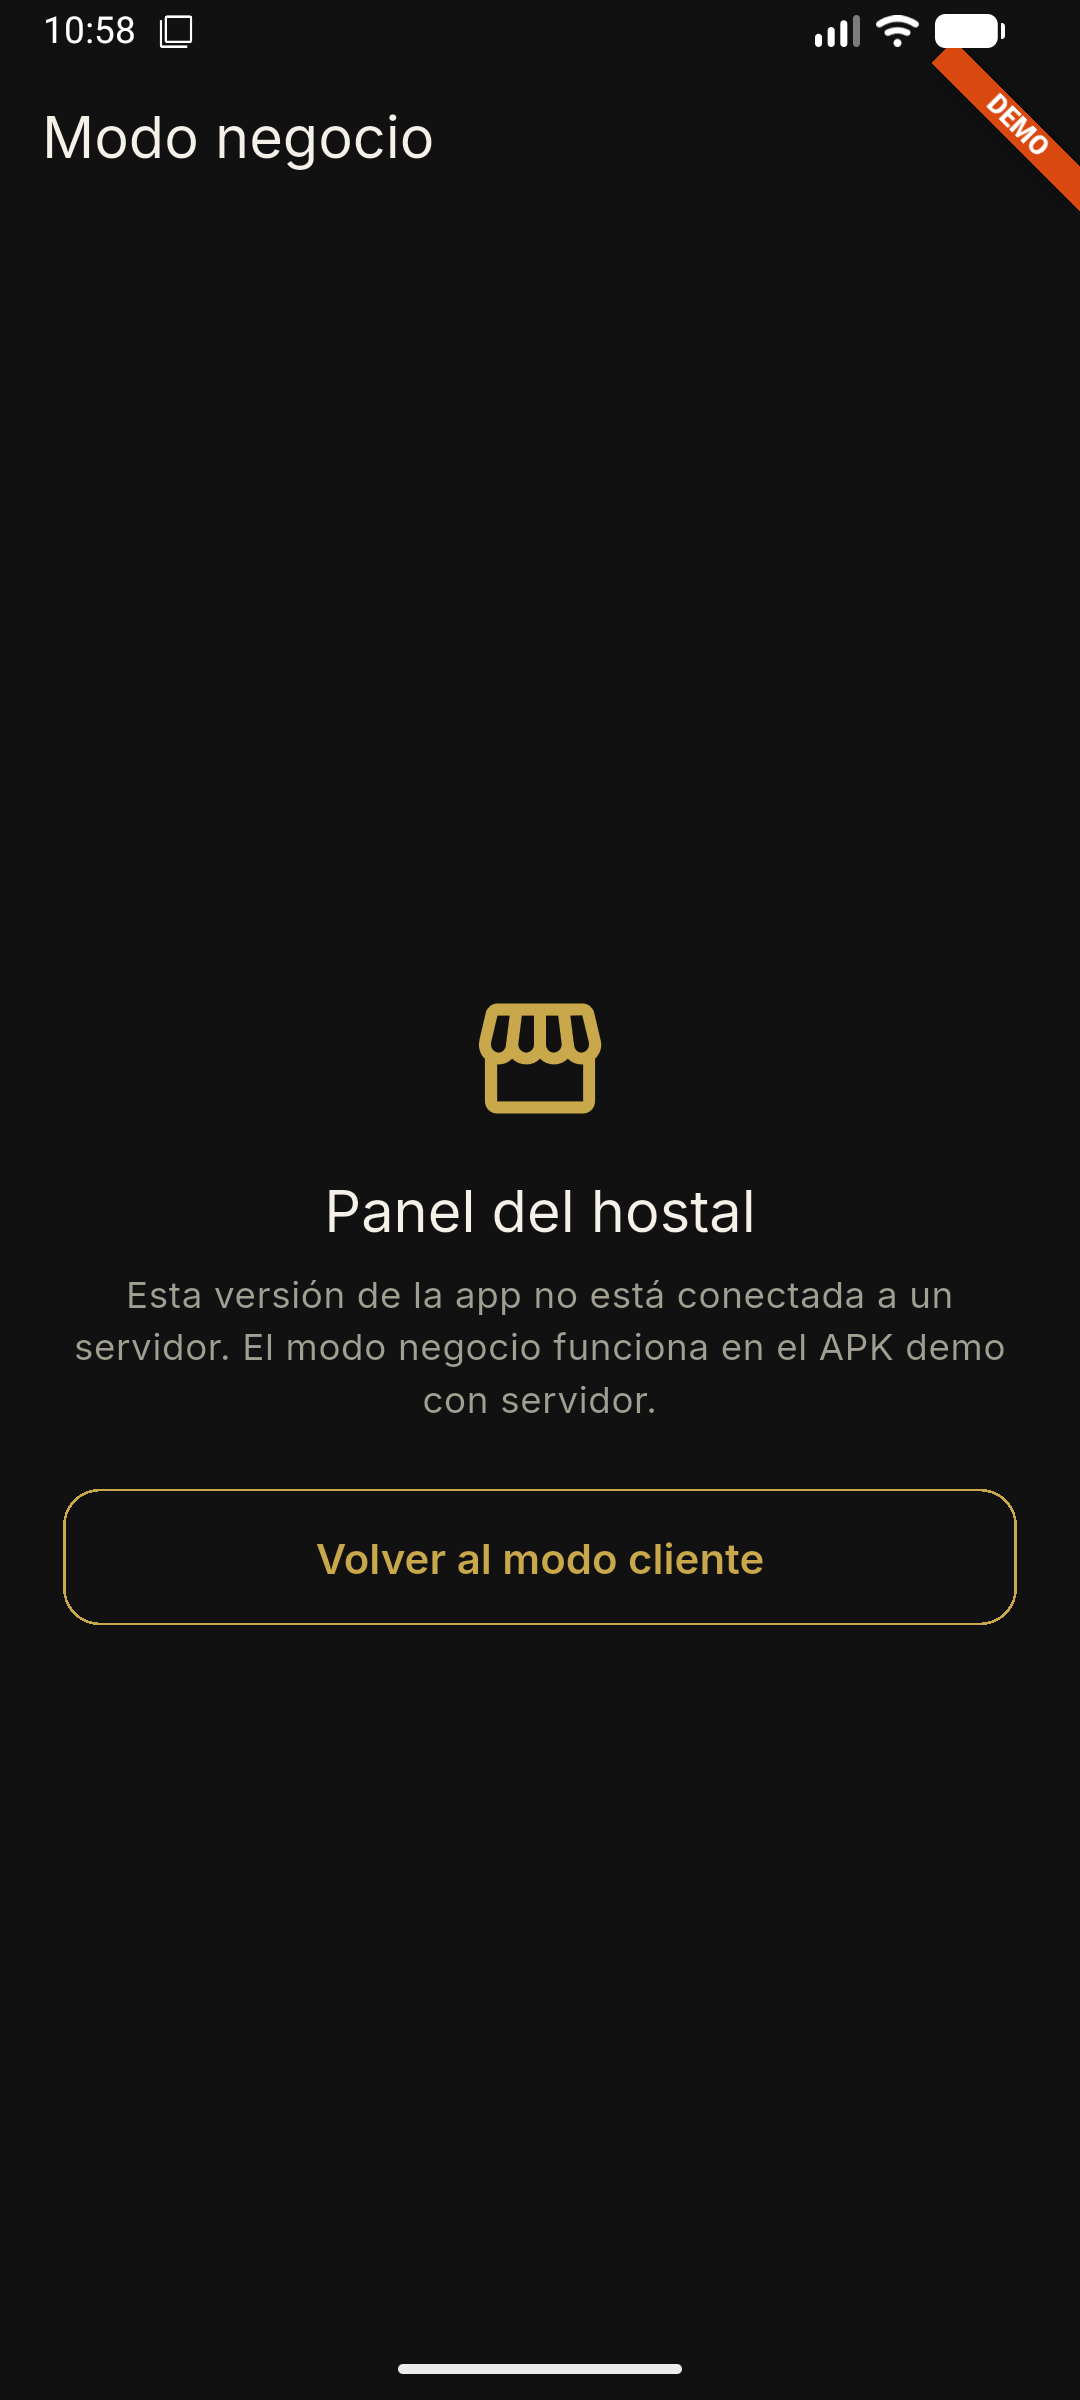 10:58
DEMO
Modo negocio
Panel del hostal
Esta versión de la app no está conectada a un
servidor. El modo negocio funciona en el APK demo
con servidor.
Volver al modo cliente